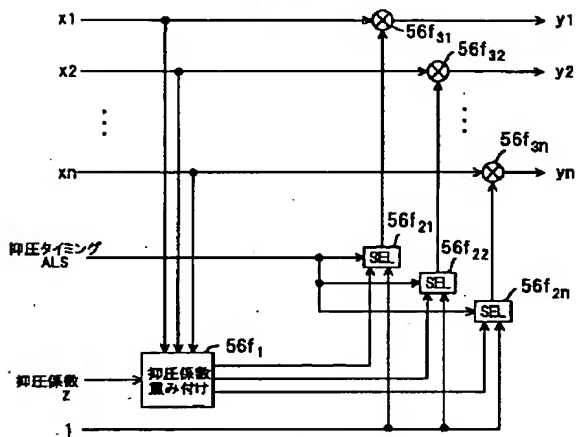 x1
56f31
y1
x2
56f32
y2
⋮
⋮
56f3n
xn
yn
抑圧タイミング
ALS
56f21
SEL
56f22
SEL
56f2n
SEL
56f1
抑圧係数
Z
抑圧係数
重み付け
1